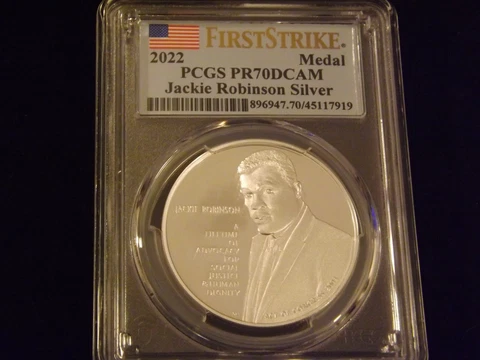 FIRSTSTRIKE®
2022 Medal
PCGS PR70DCAM
Jackie Robinson Silver
896947.70/45117919
JACKIE ROBINSON
A
LIFETIME
OF
ADVOCACY
FOR
SOCIAL
JUSTICE
& HUMAN
DIGNITY